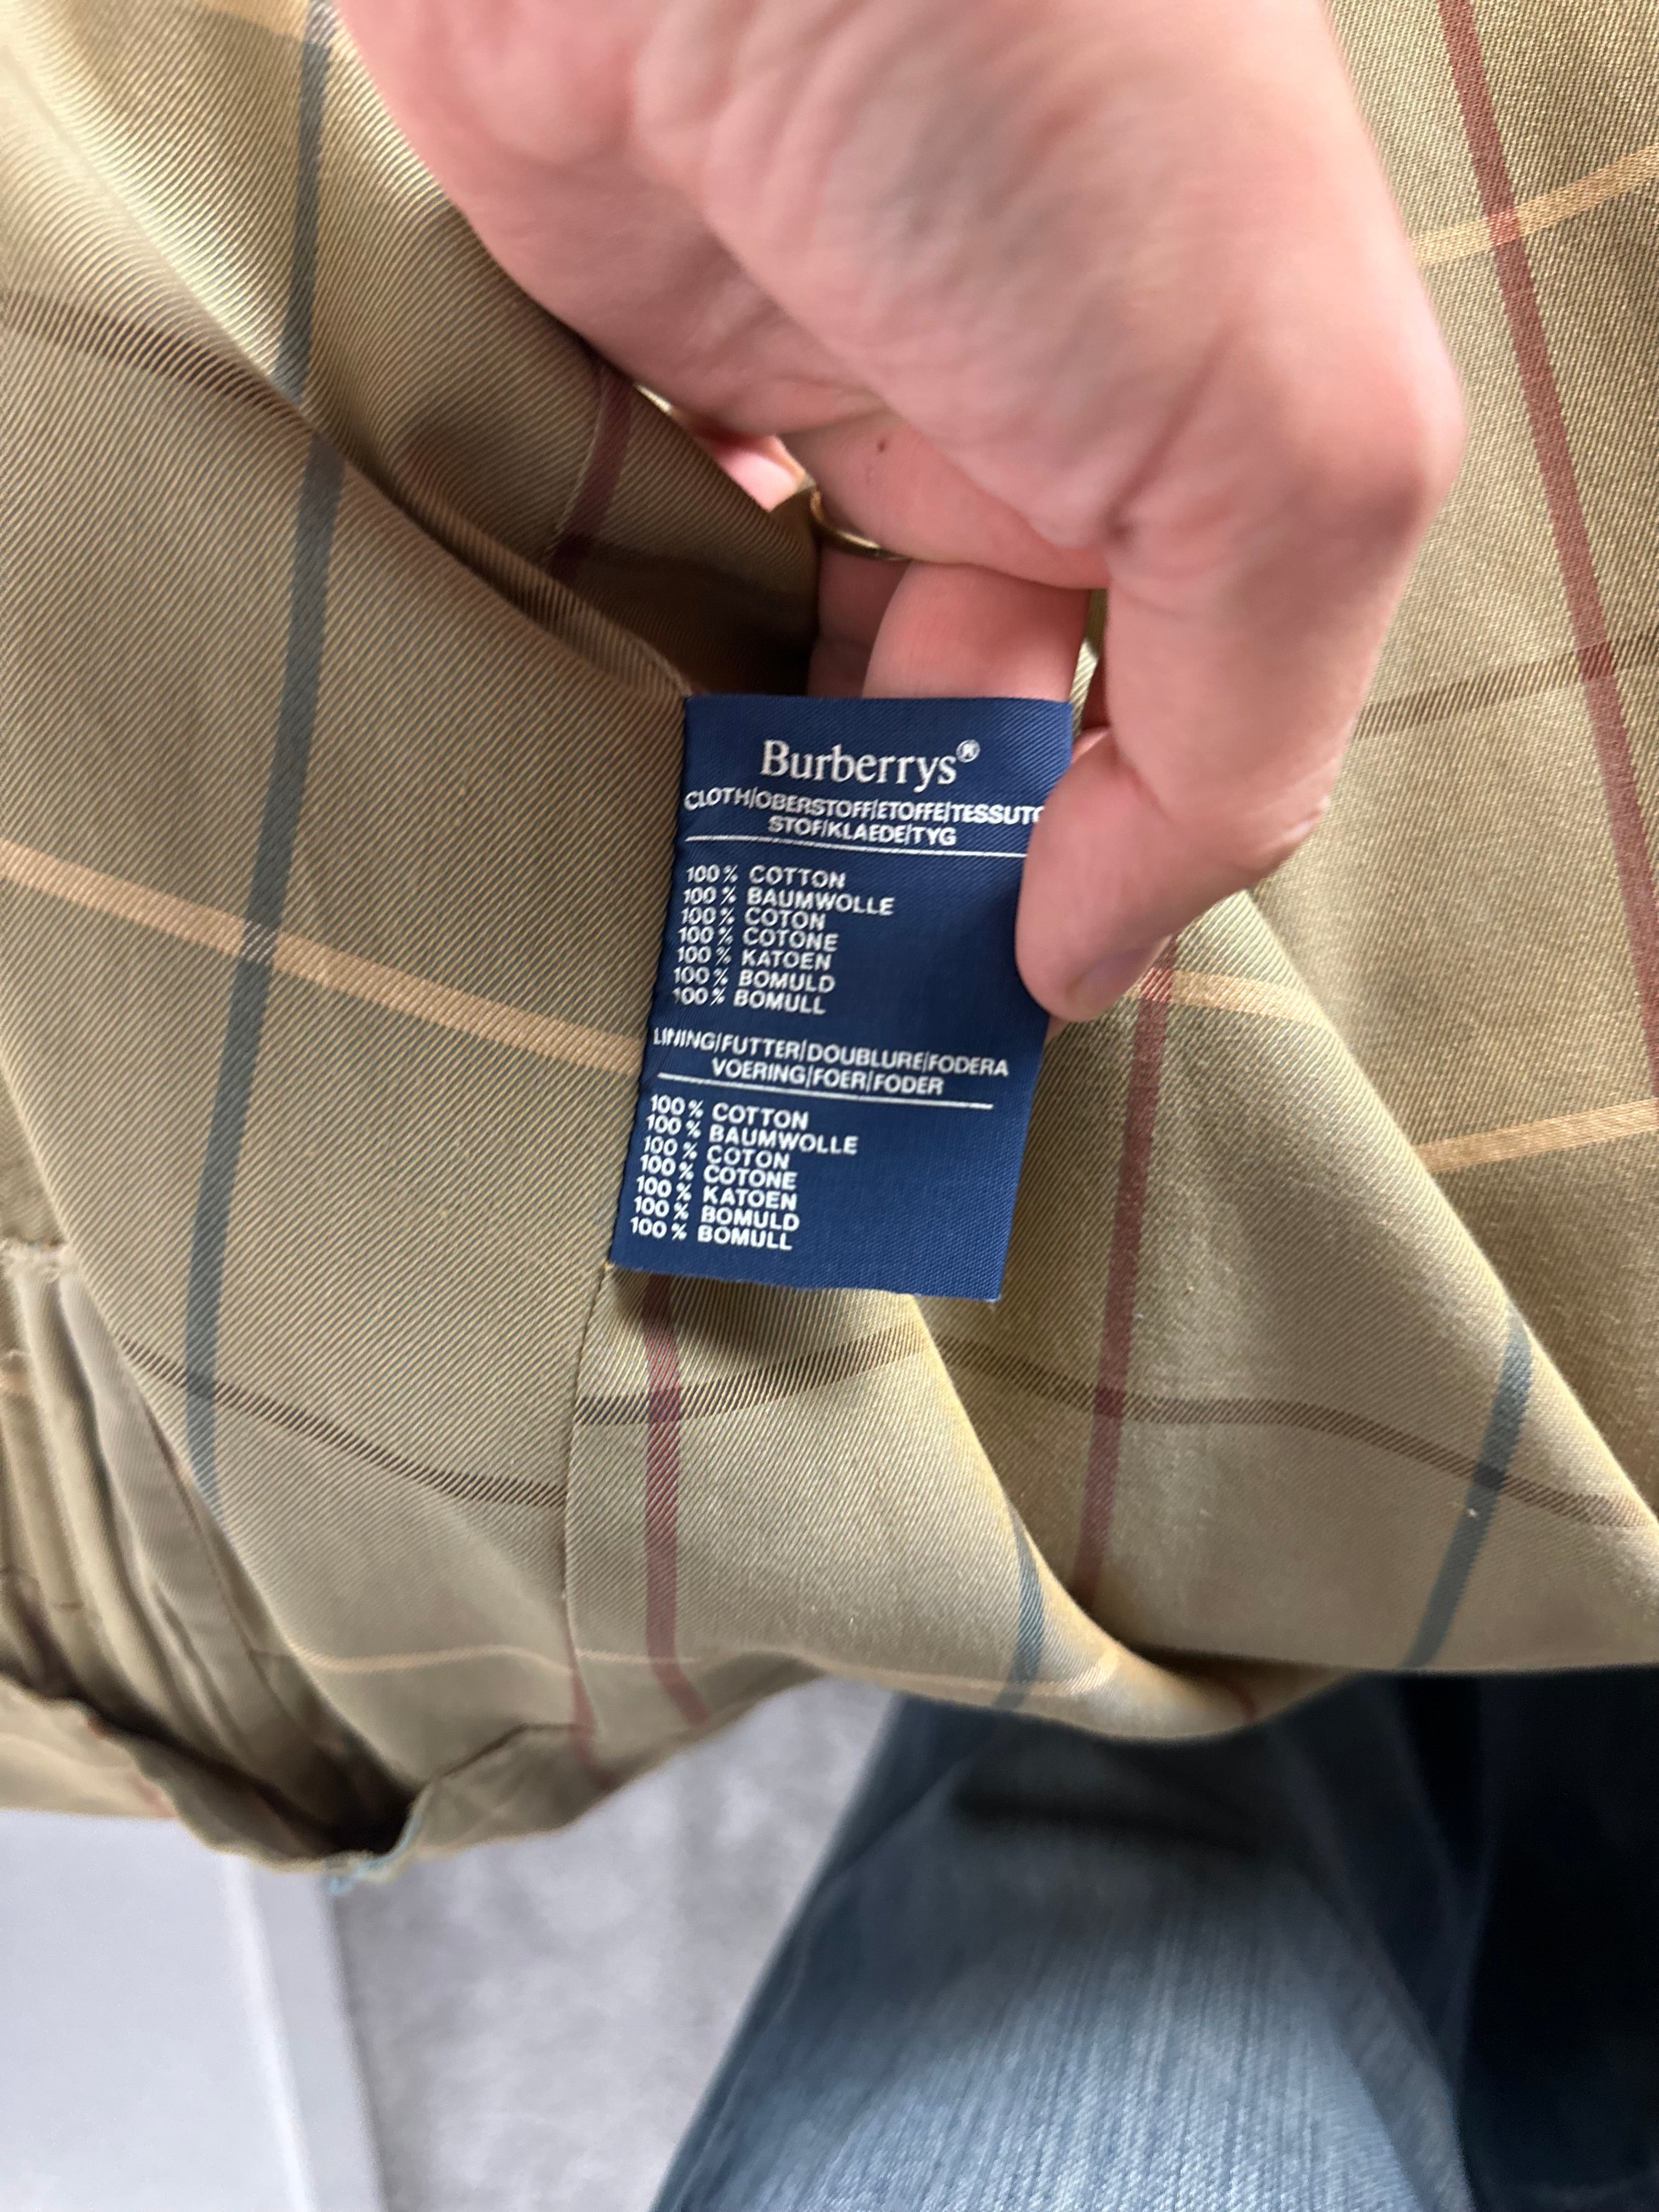 Burberrys®
CLOTH/OBERSTOFF/ETOFFE/TESSUTO
STOF/KLAEDE/TYG
100% COTTON
100% BAUMWOLLE
100% COTON
100% COTONE
100% KATOEN
100% BOMULD
100% BOMULL
LINING/FUTTER/DOUBLURE/FODERA
VOERING/FOER/FODER
100% COTTON
100% BAUMWOLLE
100% COTON
100% COTONE
100% KATOEN
100% BOMULD
100% BOMULL